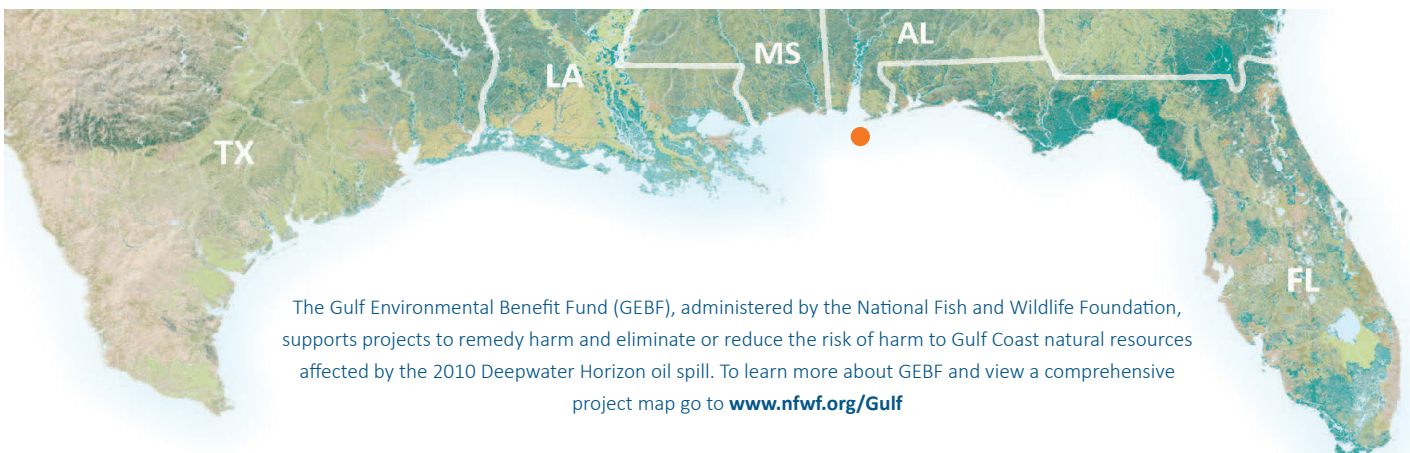 AL
MS
LA
TX
FL
The Gulf Environmental Benefit Fund (GEBF), administered by the National Fish and Wildlife Foundation,
supports projects to remedy harm and eliminate or reduce the risk of harm to Gulf Coast natural resources
affected by the 2010 Deepwater Horizon oil spill. To learn more about GEBF and view a comprehensive
project map go to www.nfwf.org/Gulf